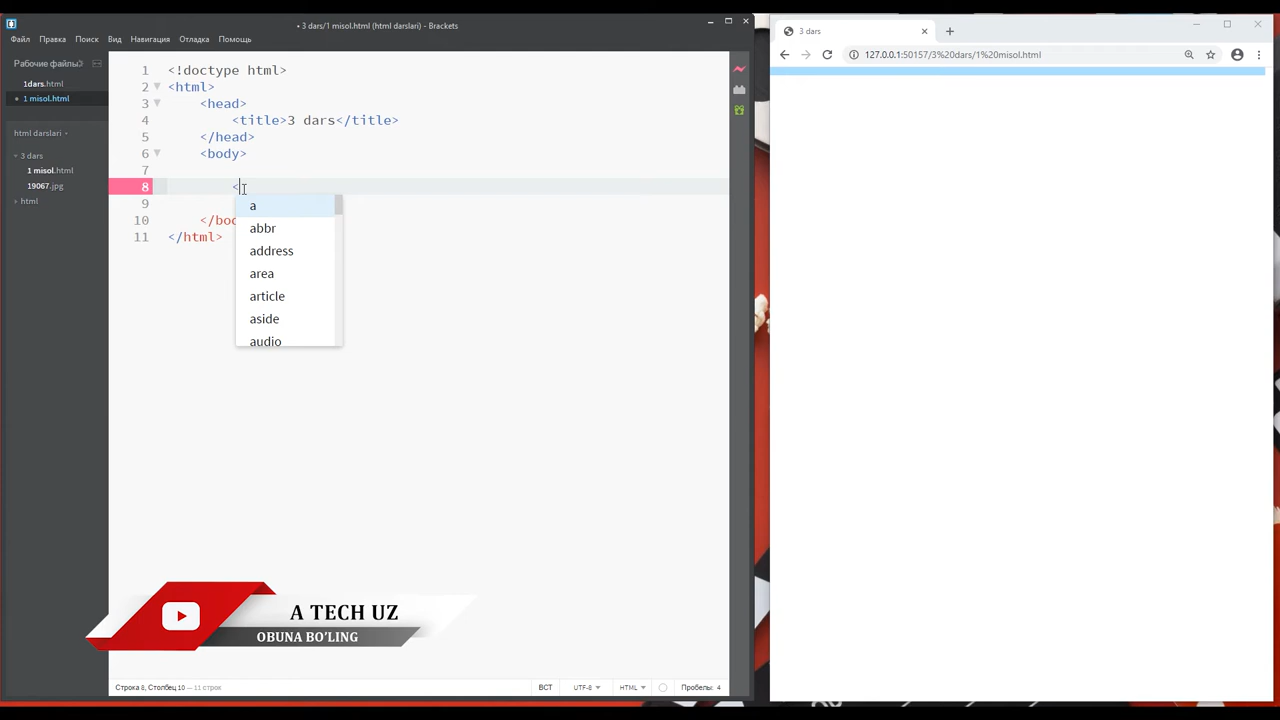 • 3 dars/1 misol.html (html darslari) - Brackets
Файл Правка Поиск Вид Навигация Отладка Помощь
Рабочие файлы
1dars.html
• 1 misol.html
html darslari
3 dars
1 misol.html
19067.jpg
html
1 <!doctype html>
2 <html>
3 <head>
4 <title>3 dars</title>
5 </head>
6 <body>
7
8 <
9
10 </bod
11 </html>
a
abbr
address
area
article
aside
audio
A TECH UZ
OBUNA BO'LING
Строка 8, Столбец 10 — 11 строк
ВСТ UTF-8 HTML Пробелы: 4
3 dars
127.0.0.1:50157/3%20dars/1%20misol.html